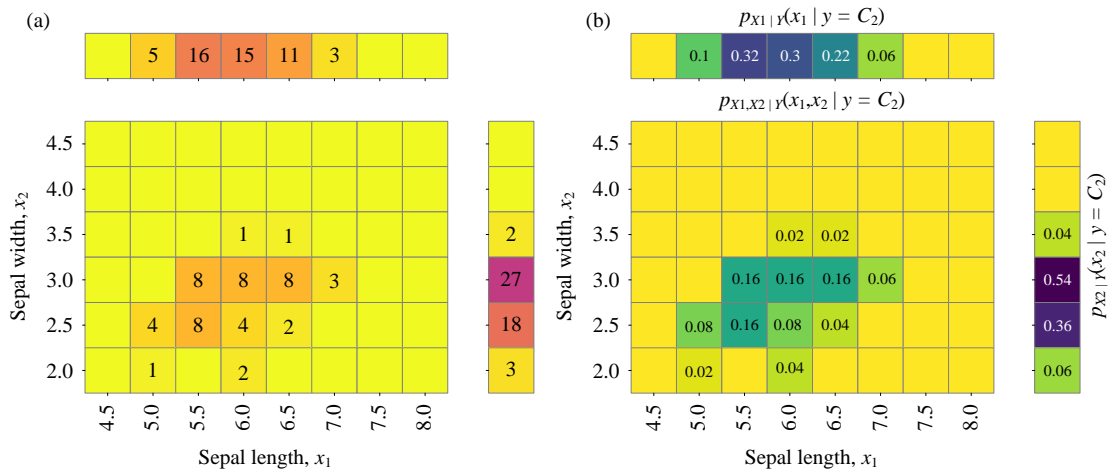 (a)
5 16 15 11 3
4.5
4.0
3.5 1 1 2
3.0 8 8 8 3 27
2.5 4 8 4 2 18
2.0 1 2 3
Sepal width, x₂
4.5 5.0 5.5 6.0 6.5 7.0 7.5 8.0
Sepal length, x₁
(b)
p_{X1 | Y}(x₁ | y = C₂)
0.1 0.32 0.3 0.22 0.06
p_{X1,X2 | Y}(x₁,x₂ | y = C₂)
4.5
4.0
3.5 0.02 0.02 0.04
3.0 0.16 0.16 0.16 0.06 0.54
2.5 0.08 0.16 0.08 0.04 0.36
2.0 0.02 0.04 0.06
Sepal width, x₂
p_{X2 | Y}(x₂ | y = C₂)
4.5 5.0 5.5 6.0 6.5 7.0 7.5 8.0
Sepal length, x₁